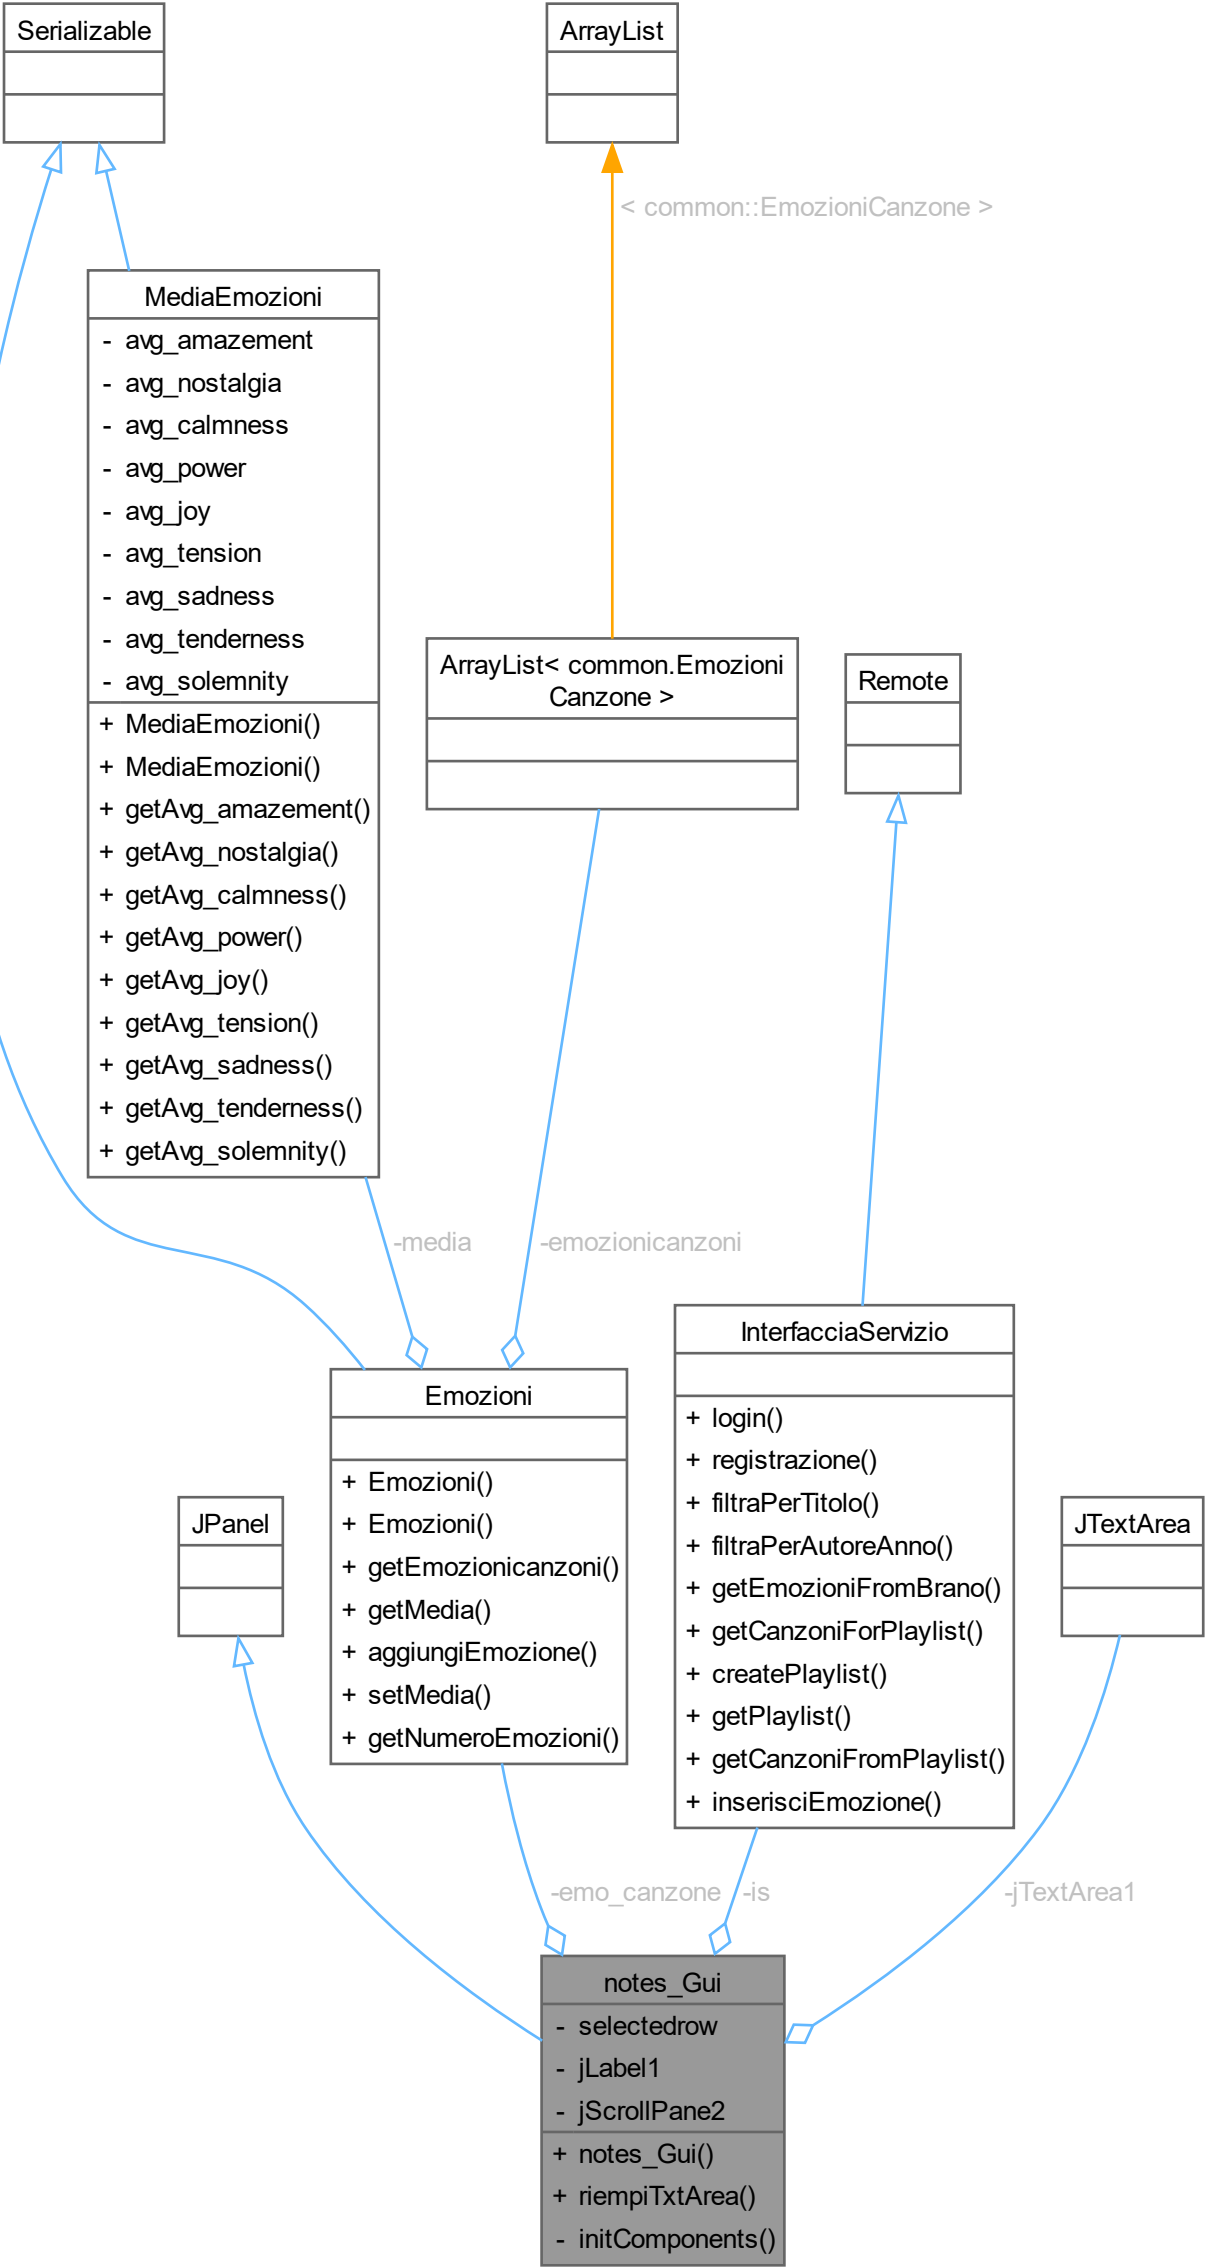 Serializable
ArrayList
< common::EmozioniCanzone >
MediaEmozioni
- avg_amazement
- avg_nostalgia
- avg_calmness
- avg_power
- avg_joy
- avg_tension
- avg_sadness
- avg_tenderness
- avg_solemnity
+ MediaEmozioni()
+ MediaEmozioni()
+ getAvg_amazement()
+ getAvg_nostalgia()
+ getAvg_calmness()
+ getAvg_power()
+ getAvg_joy()
+ getAvg_tension()
+ getAvg_sadness()
+ getAvg_tenderness()
+ getAvg_solemnity()
ArrayList< common.Emozioni
Canzone >
Remote
-media
-emozionicanzoni
Emozioni
+ Emozioni()
+ Emozioni()
+ getEmozionicanzoni()
+ getMedia()
+ aggiungiEmozione()
+ setMedia()
+ getNumeroEmozioni()
InterfacciaServizio
+ login()
+ registrazione()
+ filtraPerTitolo()
+ filtraPerAutoreAnno()
+ getEmozioniFromBrano()
+ getCanzoniForPlaylist()
+ createPlaylist()
+ getPlaylist()
+ getCanzoniFromPlaylist()
+ inserisciEmozione()
JPanel
JTextArea
-emo_canzone
-is
-jTextArea1
notes_Gui
- selectedrow
- jLabel1
- jScrollPane2
+ notes_Gui()
+ riempiTxtArea()
- initComponents()